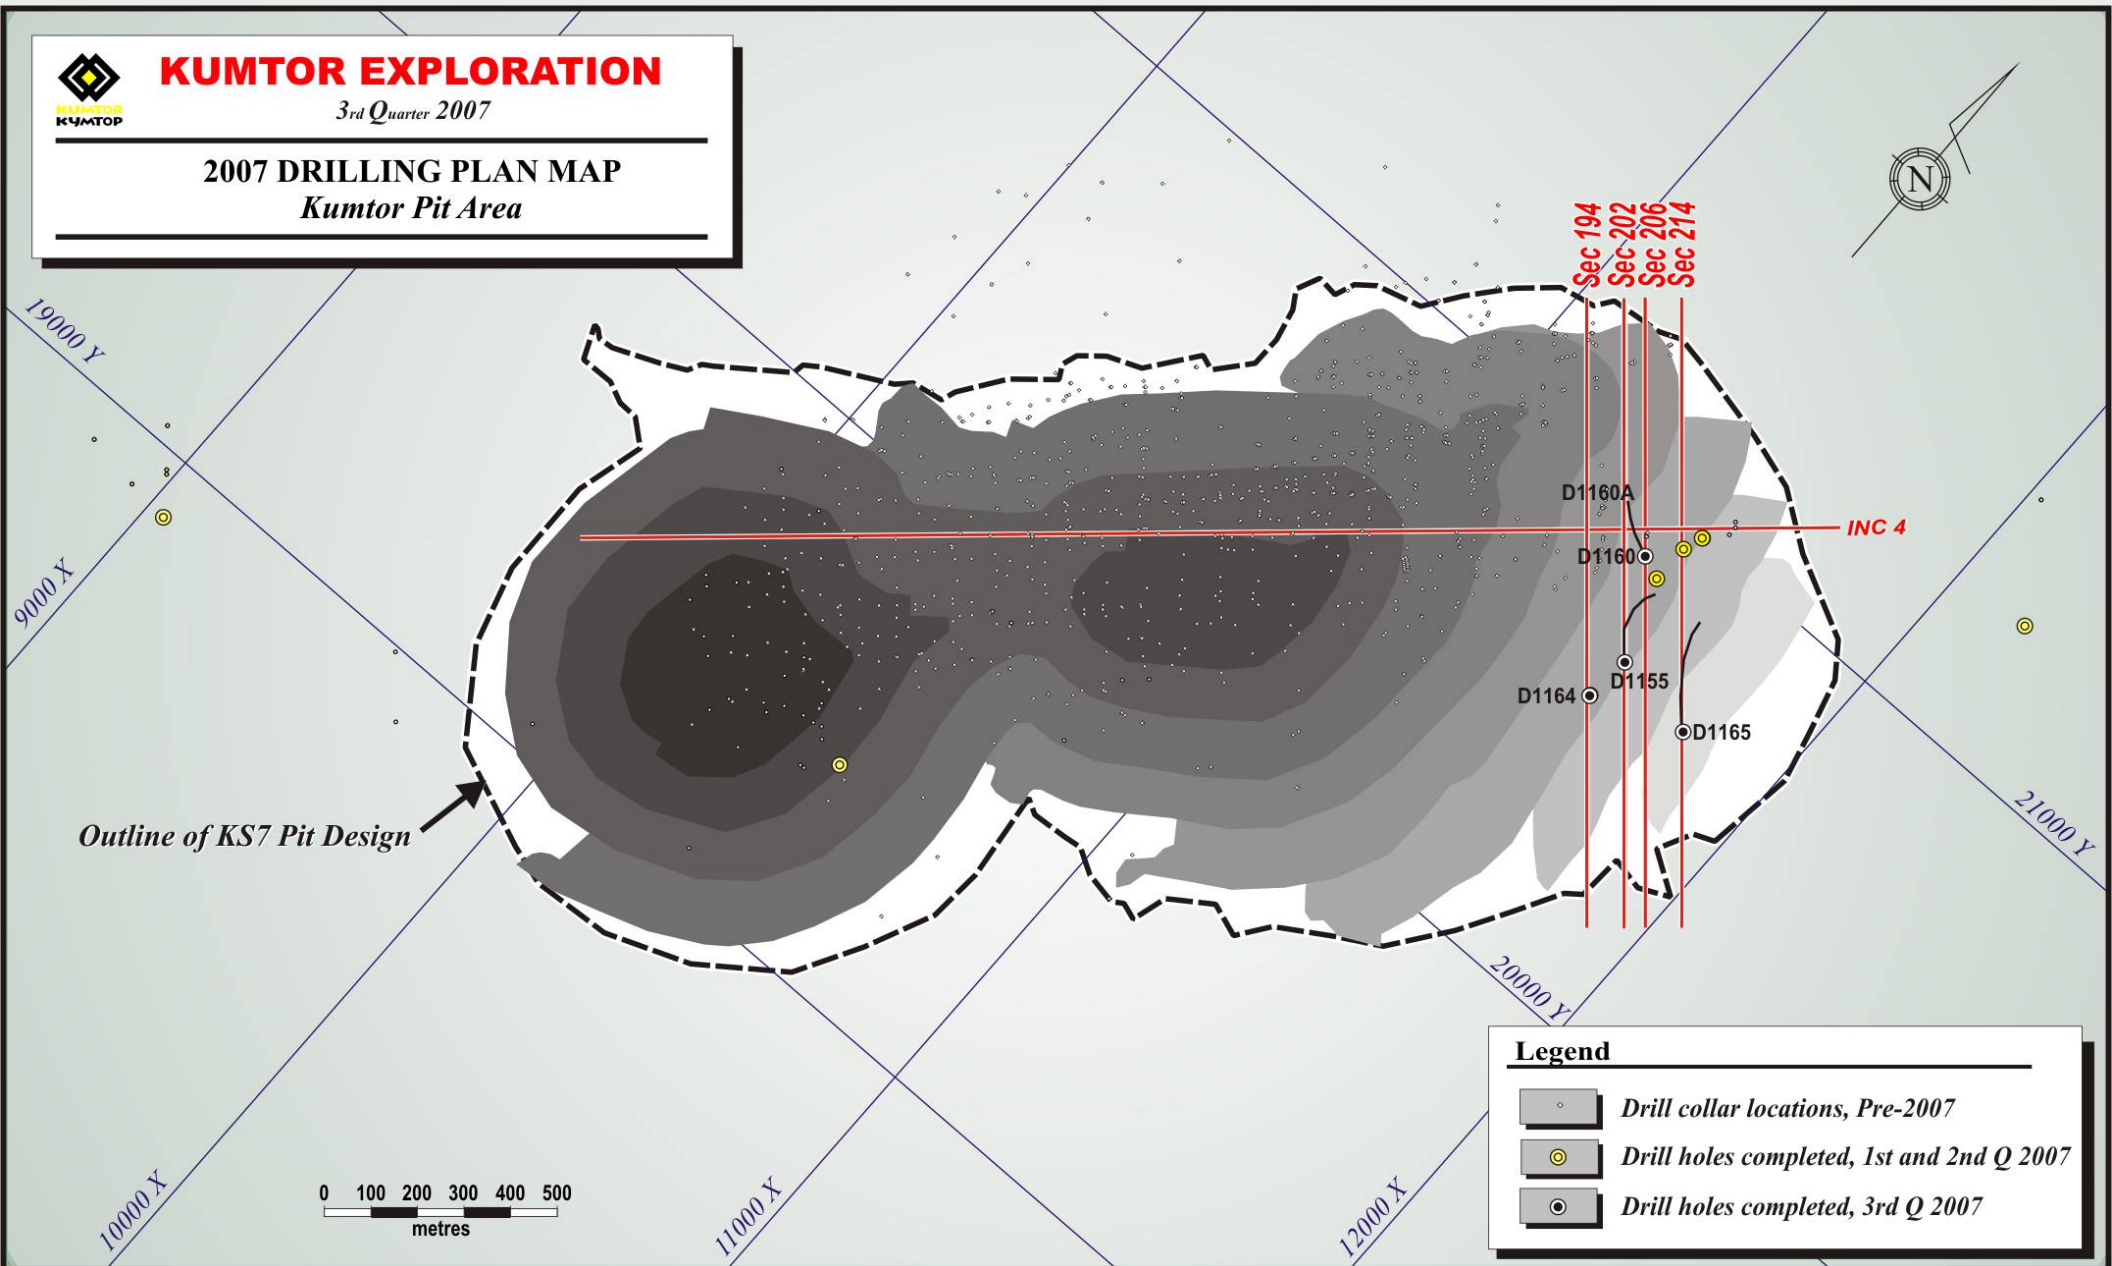 KUMTOR EXPLORATION
3rd Quarter 2007
KUMTOR
КУМТОР
2007 DRILLING PLAN MAP
Kumtor Pit Area
N
Sec 194
Sec 202
Sec 206
Sec 214
19000 Y
9000 X
D1160A
INC 4
D1160
D1155
D1164
D1165
Outline of KS7 Pit Design
21000 Y
20000 Y
10000 X
11000 X
12000 X
0 100 200 300 400 500
metres
Legend
Drill collar locations, Pre-2007
Drill holes completed, 1st and 2nd Q 2007
Drill holes completed, 3rd Q 2007